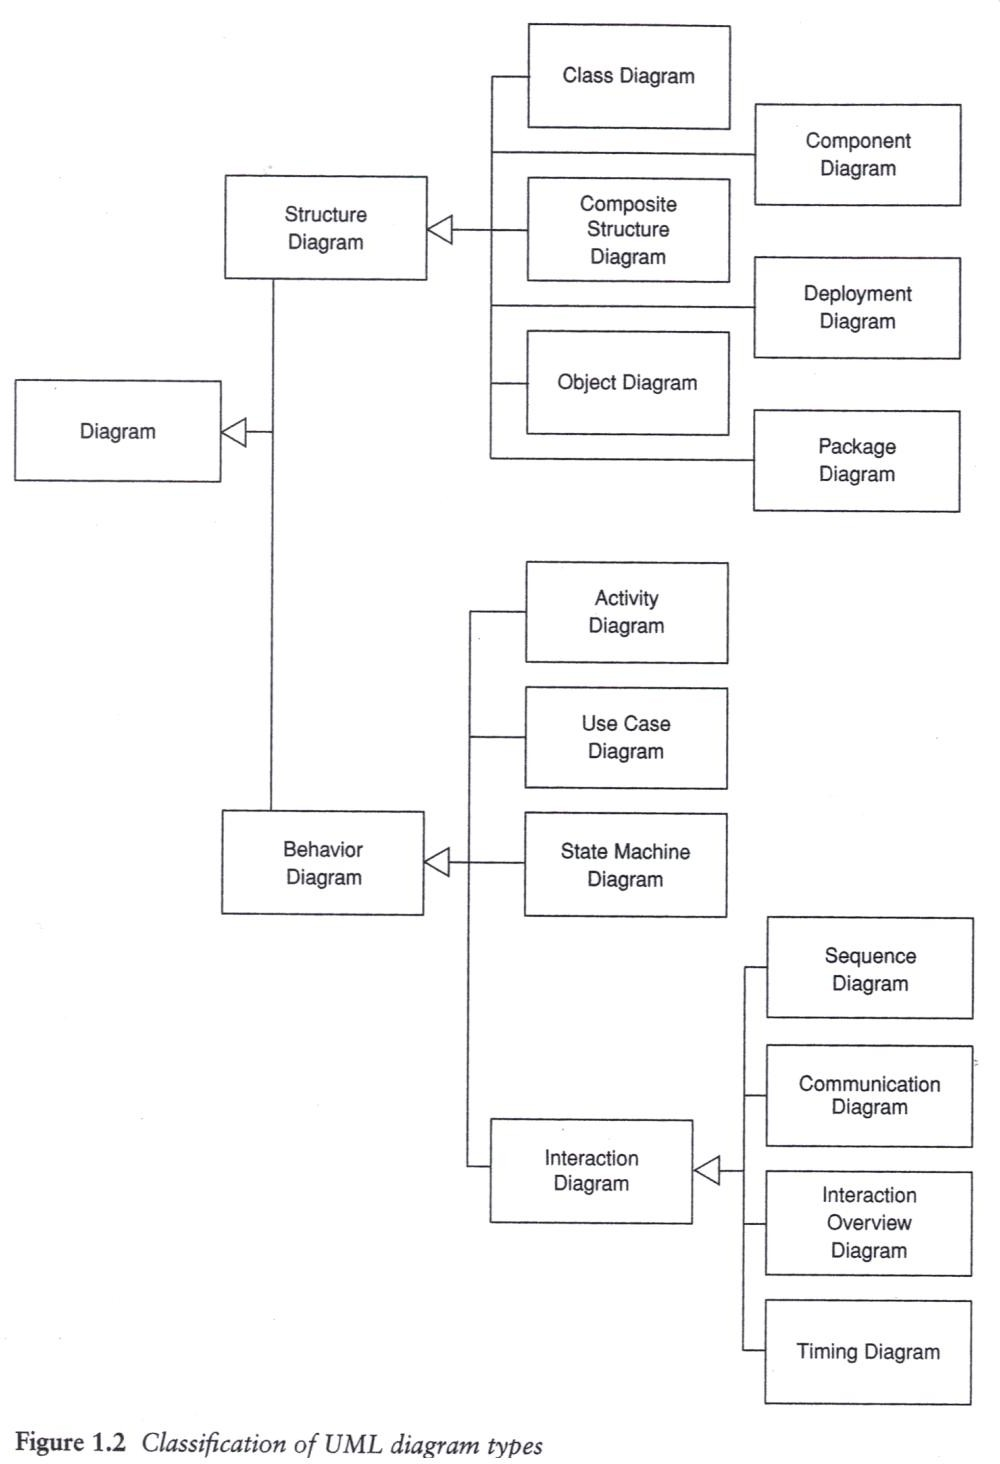 Class Diagram
Component
Diagram
Structure
Diagram
Composite
Structure
Diagram
Deployment
Diagram
Object Diagram
Diagram
Package
Diagram
Activity
Diagram
Use Case
Diagram
Behavior
Diagram
State Machine
Diagram
Sequence
Diagram
Communication
Diagram
Interaction
Diagram
Interaction
Overview
Diagram
Timing Diagram
Figure 1.2 Classification of UML diagram types